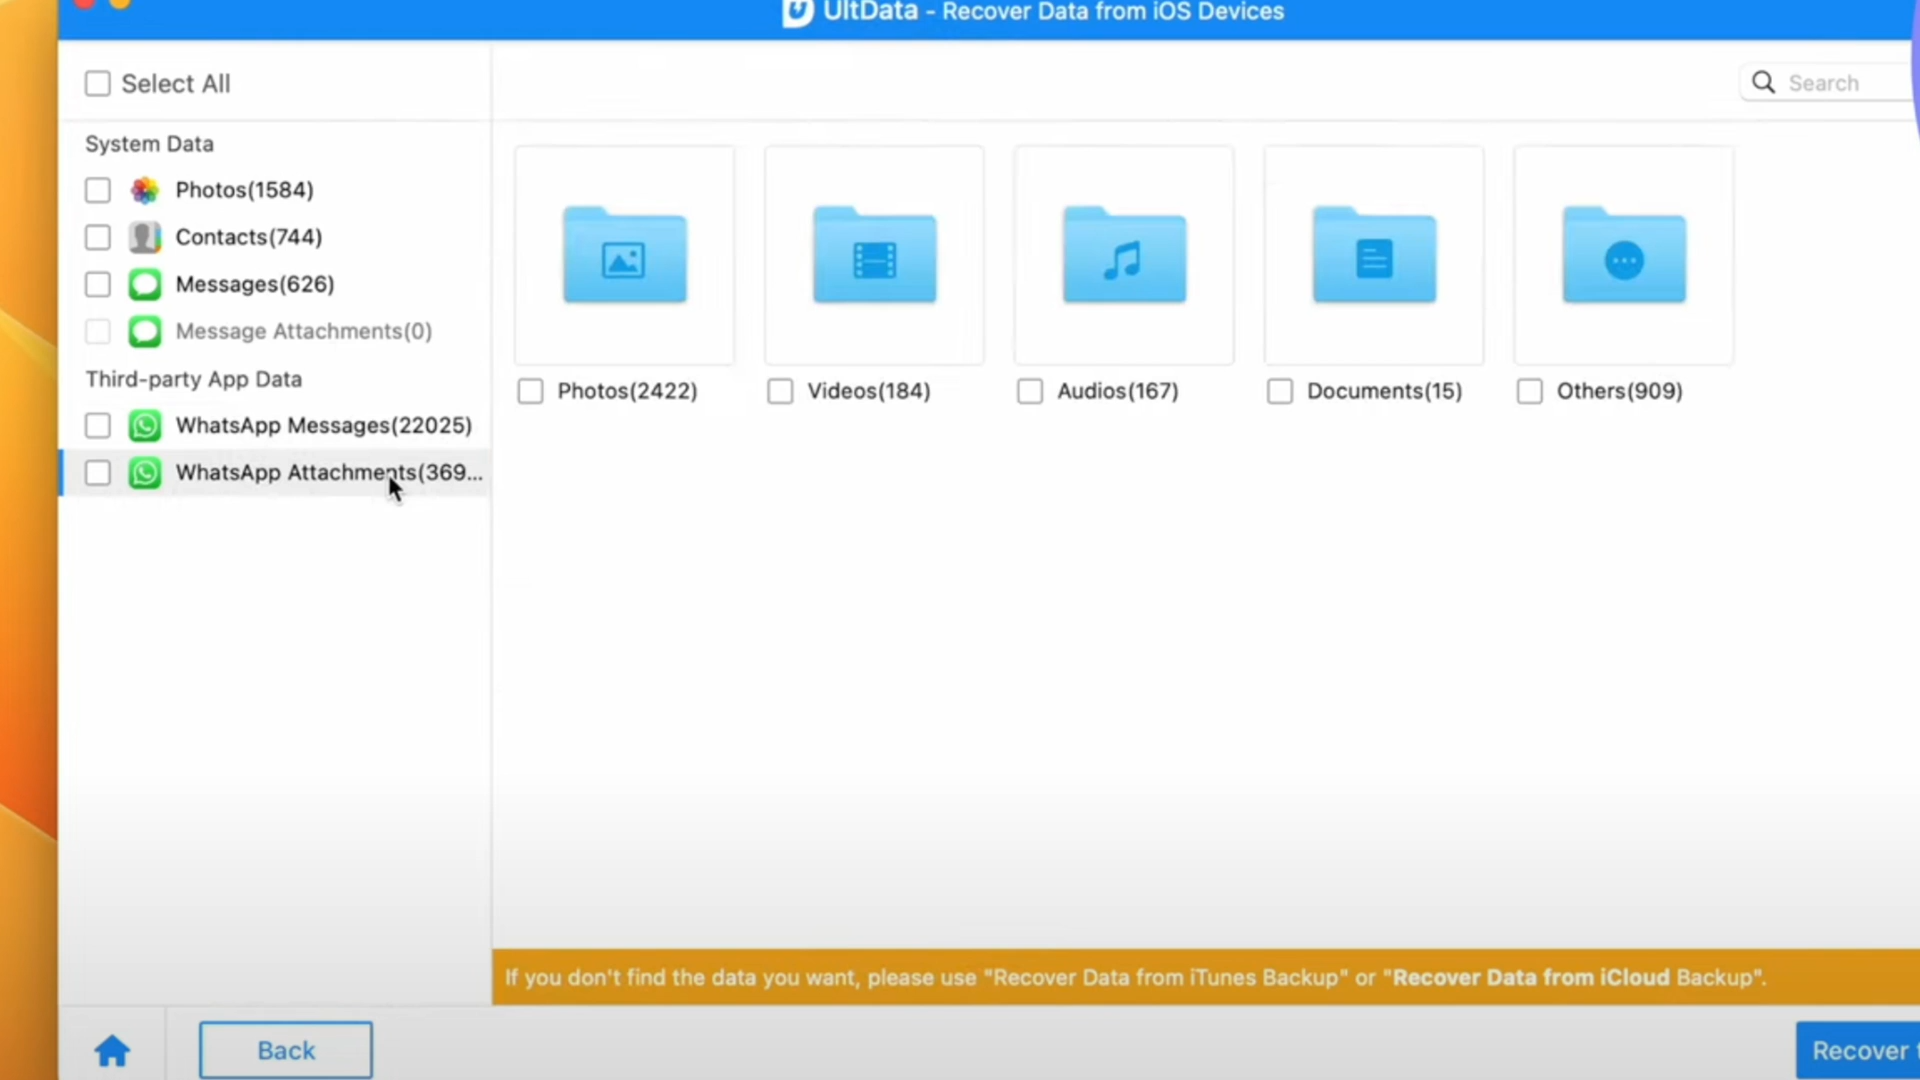 UltData - Recover Data from iOS Devices
Select All
Search
System Data
Photos(1584)
Contacts(744)
Messages(626)
Message Attachments(0)
Third-party App Data
WhatsApp Messages(22025)
WhatsApp Attachments(369...
Photos(2422)
Videos(184)
Audios(167)
Documents(15)
Others(909)
If you don't find the data you want, please use "Recover Data from iTunes Backup" or "Recover Data from iCloud Backup".
Back
Recover